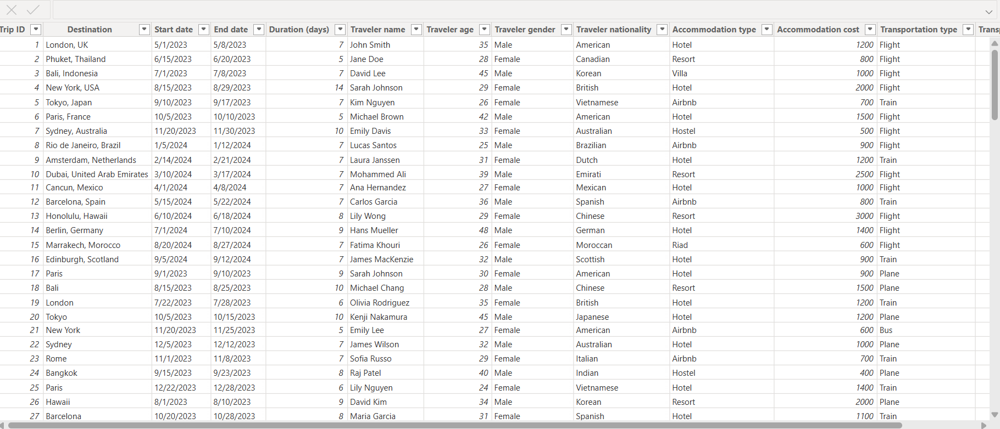 Trip ID Destination Start date End date Duration (days) Traveler name Traveler age Traveler gender Traveler nationality Accommodation type Accommodation cost Transportation type
1 London, UK 5/1/2023 5/8/2023 7 John Smith 35 Male American Hotel 1200 Flight
2 Phuket, Thailand 6/15/2023 6/20/2023 5 Jane Doe 28 Female Canadian Resort 800 Flight
3 Bali, Indonesia 7/1/2023 7/8/2023 7 David Lee 45 Male Korean Villa 1000 Flight
4 New York, USA 8/15/2023 8/29/2023 14 Sarah Johnson 29 Female British Hotel 2000 Flight
5 Tokyo, Japan 9/10/2023 9/17/2023 7 Kim Nguyen 26 Female Vietnamese Airbnb 700 Train
6 Paris, France 10/5/2023 10/10/2023 5 Michael Brown 42 Male American Hotel 1500 Flight
7 Sydney, Australia 11/20/2023 11/30/2023 10 Emily Davis 33 Female Australian Hostel 500 Flight
8 Rio de Janeiro, Brazil 1/5/2024 1/12/2024 7 Lucas Santos 25 Male Brazilian Airbnb 900 Flight
9 Amsterdam, Netherlands 2/14/2024 2/21/2024 7 Laura Janssen 31 Female Dutch Hotel 1200 Train
10 Dubai, United Arab Emirates 3/10/2024 3/17/2024 7 Mohammed Ali 39 Male Emirati Resort 2500 Flight
11 Cancun, Mexico 4/1/2024 4/8/2024 7 Ana Hernandez 27 Female Mexican Hotel 1000 Flight
12 Barcelona, Spain 5/15/2024 5/22/2024 7 Carlos Garcia 36 Male Spanish Airbnb 800 Train
13 Honolulu, Hawaii 6/10/2024 6/18/2024 8 Lily Wong 29 Female Chinese Resort 3000 Flight
14 Berlin, Germany 7/1/2024 7/10/2024 9 Hans Mueller 48 Male German Hotel 1400 Flight
15 Marrakech, Morocco 8/20/2024 8/27/2024 7 Fatima Khouri 26 Female Moroccan Riad 600 Flight
16 Edinburgh, Scotland 9/5/2024 9/12/2024 7 James MacKenzie 32 Male Scottish Hotel 900 Train
17 Paris 9/1/2023 9/10/2023 9 Sarah Johnson 30 Female American Hotel 900 Plane
18 Bali 8/15/2023 8/25/2023 10 Michael Chang 28 Male Chinese Resort 1500 Plane
19 London 7/22/2023 7/28/2023 6 Olivia Rodriguez 35 Female British Hotel 1200 Train
20 Tokyo 10/5/2023 10/15/2023 10 Kenji Nakamura 45 Male Japanese Hotel 1200 Plane
21 New York 11/20/2023 11/25/2023 5 Emily Lee 27 Female American Airbnb 600 Bus
22 Sydney 12/5/2023 12/12/2023 7 James Wilson 32 Male Australian Hotel 1000 Plane
23 Rome 11/1/2023 11/8/2023 7 Sofia Russo 29 Female Italian Airbnb 700 Train
24 Bangkok 9/15/2023 9/23/2023 8 Raj Patel 40 Male Indian Hostel 400 Plane
25 Paris 12/22/2023 12/28/2023 6 Lily Nguyen 24 Female Vietnamese Hotel 1400 Train
26 Hawaii 8/1/2023 8/10/2023 9 David Kim 34 Male Korean Resort 2000 Plane
27 Barcelona 10/20/2023 10/28/2023 8 Maria Garcia 31 Female Spanish Hotel 1100 Train